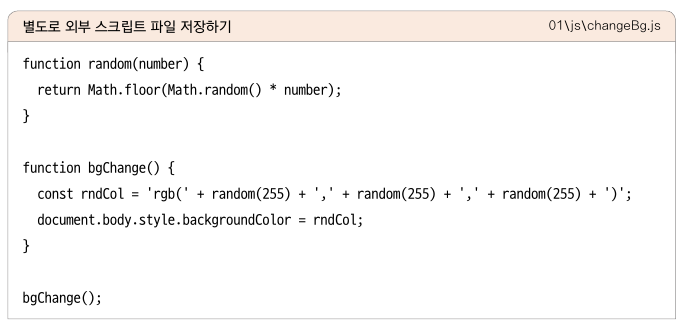 별도로 외부 스크립트 파일 저장하기 01\js\changeBg.js
function random(number) {
  return Math.floor(Math.random() * number);
}
function bgChange() {
  const rndCol = 'rgb(' + random(255) + ',' + random(255) + ',' + random(255) + ')';
  document.body.style.backgroundColor = rndCol;
}
bgChange();